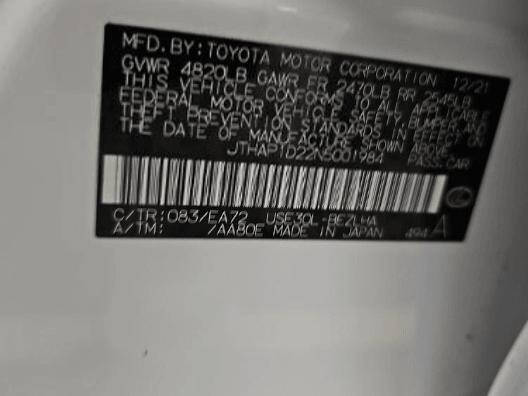 MFD. BY: TOYOTA MOTOR CORPORATION 12/21
GVWR 4820LB GAWR FR 2470LB RR 2645LB
THIS VEHICLE CONFORMS TO ALL APPLICABLE
FEDERAL MOTOR VEHICLE SAFETY, BUMPER, AND
THEFT PREVENTION STANDARDS IN EFFECT ON
THE DATE OF MANUFACTURE SHOWN ABOVE.
JTHAP1D22N5001984 PASS.CAR
C/TR:083/EA72 USE30L-BEZLHA
A/TM: /AA80E MADE IN JAPAN 494 A